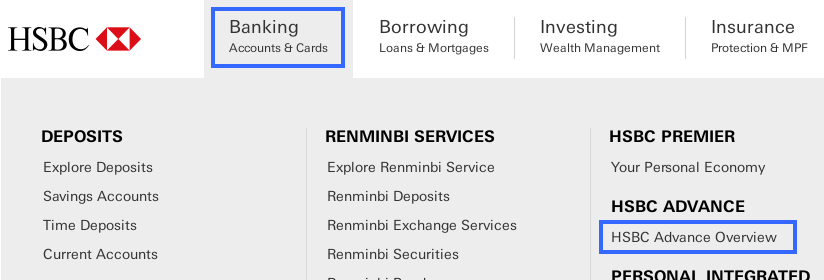 HSBC
Banking
Accounts & Cards
Borrowing
Loans & Mortgages
Investing
Wealth Management
Insurance
Protection & MPF
DEPOSITS
Explore Deposits
Savings Accounts
Time Deposits
Current Accounts
RENMINBI SERVICES
Explore Renminbi Service
Renminbi Deposits
Renminbi Exchange Services
Renminbi Securities
HSBC PREMIER
Your Personal Economy
HSBC ADVANCE
HSBC Advance Overview
PERSONAL INTEGRATED